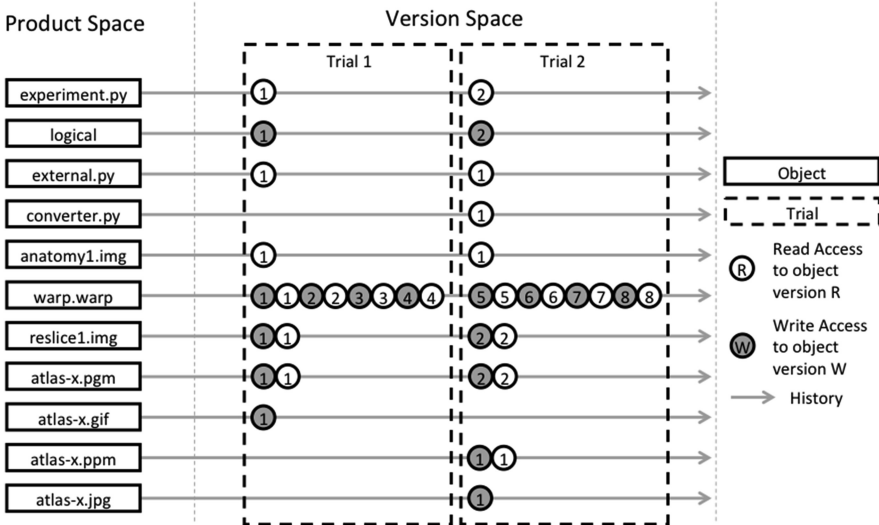 Product Space
Version Space
Trial 1
Trial 2
experiment.py 1 2
logical 1 2
external.py 1 1
converter.py 1
anatomy1.img 1 1
warp.warp 1 1 2 2 3 3 4 4 5 5 6 6 7 7 8 8
reslice1.img 1 1 2 2
atlas-x.pgm 1 1 2 2
atlas-x.gif 1
atlas-x.ppm 1 1
atlas-x.jpg 1
Object
Trial
R
Read Access
to object
version R
W
Write Access
to object
version W
History